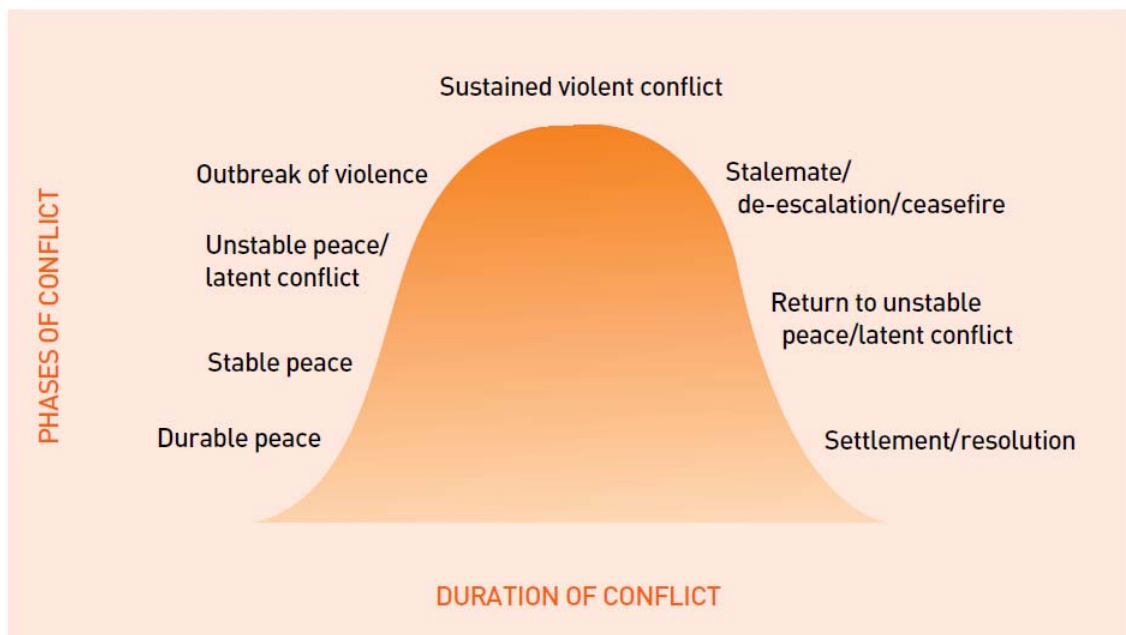 Sustained violent conflict
Outbreak of violence
Stalemate/
de-escalation/ceasefire
Unstable peace/
latent conflict
Return to unstable
peace/latent conflict
Stable peace
Durable peace
Settlement/resolution
PHASES OF CONFLICT
DURATION OF CONFLICT